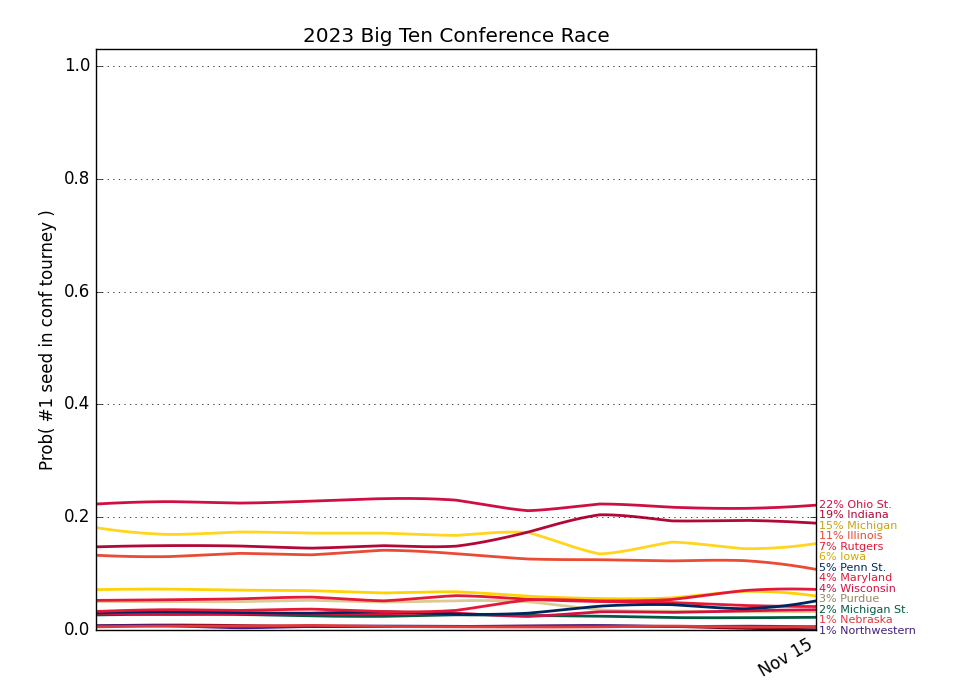 2023 Big Ten Conference Race
1.0
0.8
0.6
0.4
0.2
0.0
Prob( #1 seed in conf tourney )
22% Ohio St.
19% Indiana
15% Michigan
11% Illinois
7% Rutgers
6% Iowa
5% Penn St.
4% Maryland
4% Wisconsin
3% Purdue
2% Michigan St.
1% Nebraska
1% Northwestern
Nov 15